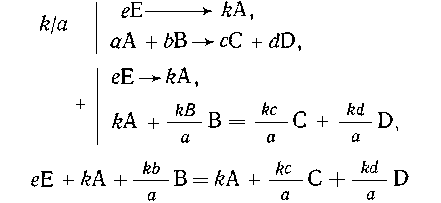 k/a | eE ⟶ kA,
aA + bB → cC + dD,
+ | eE → kA,
kA + kB/a B = kc/a C + kd/a D,
eE + kA + kb/a B = kA + kc/a C + kd/a D